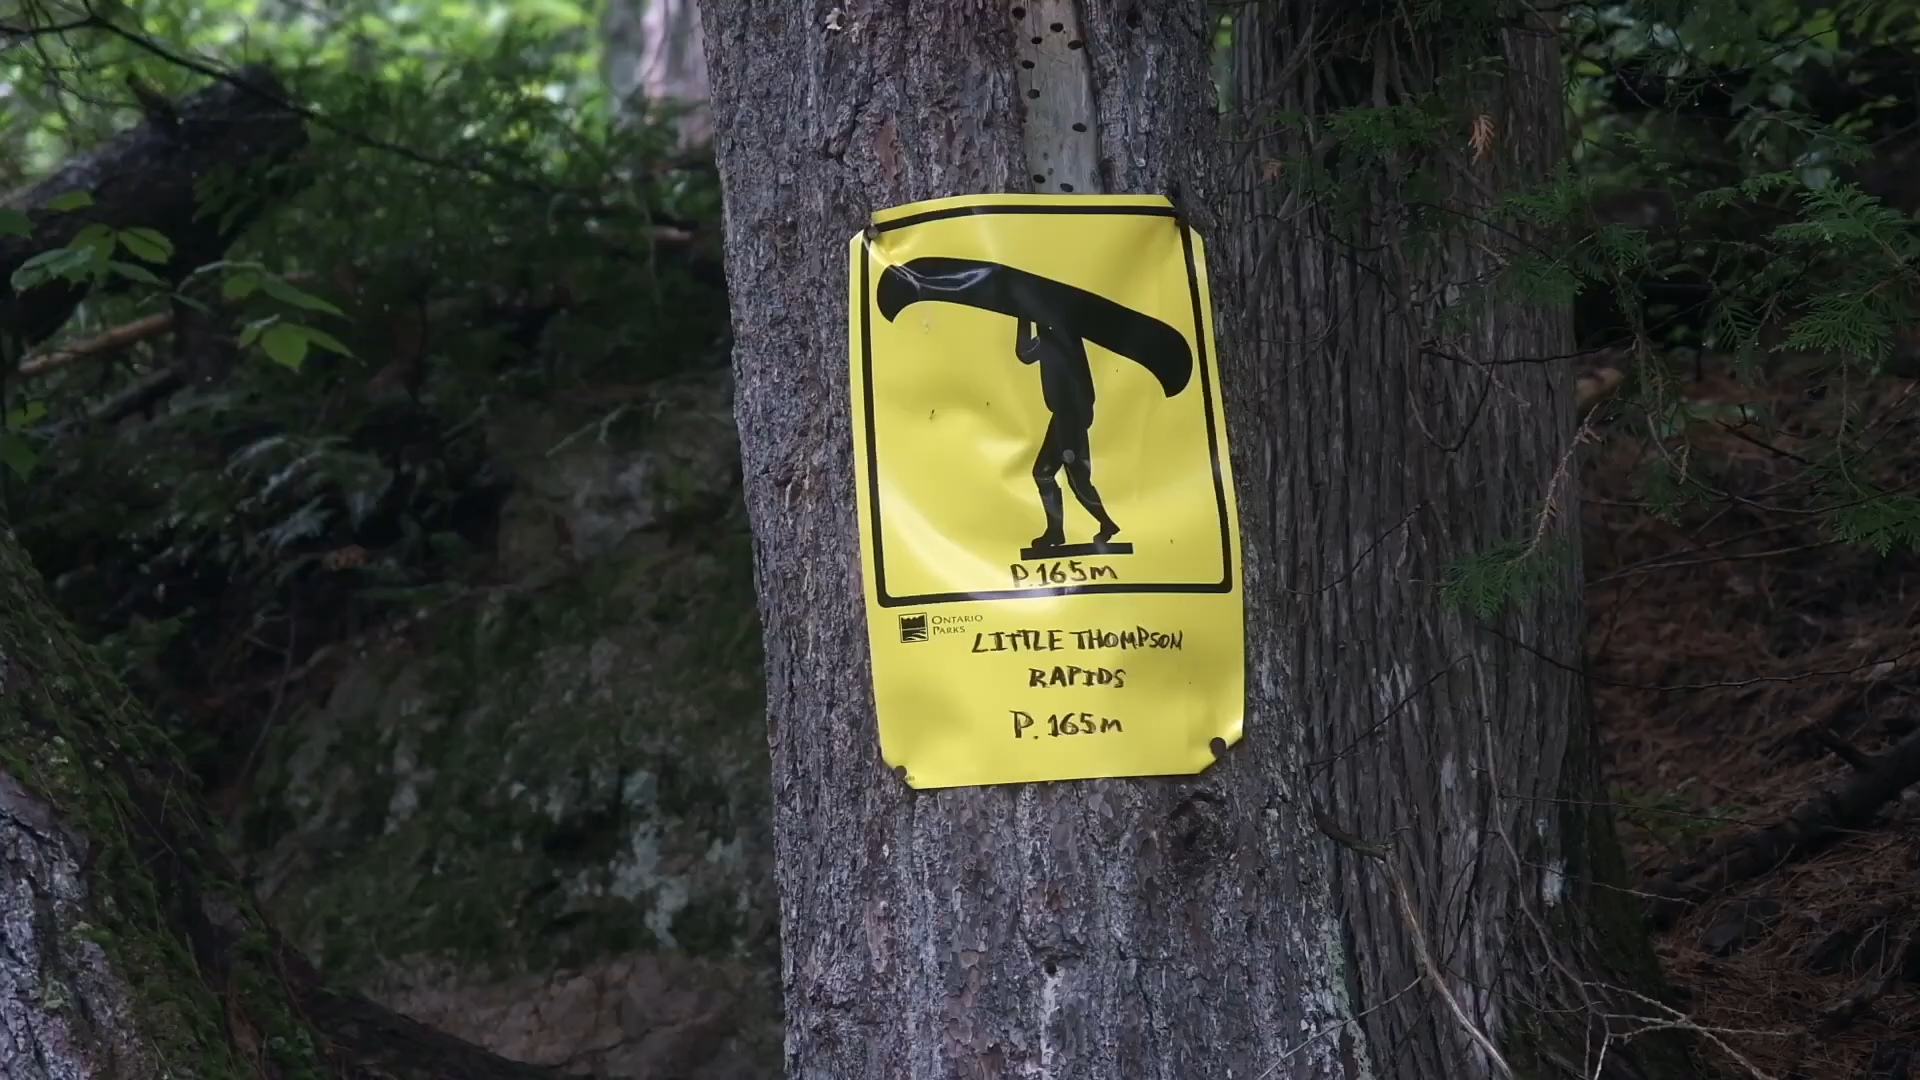 P.165m
ONTARIO
PARKS
LITTLE THOMPSON
RAPIDS
P. 165m